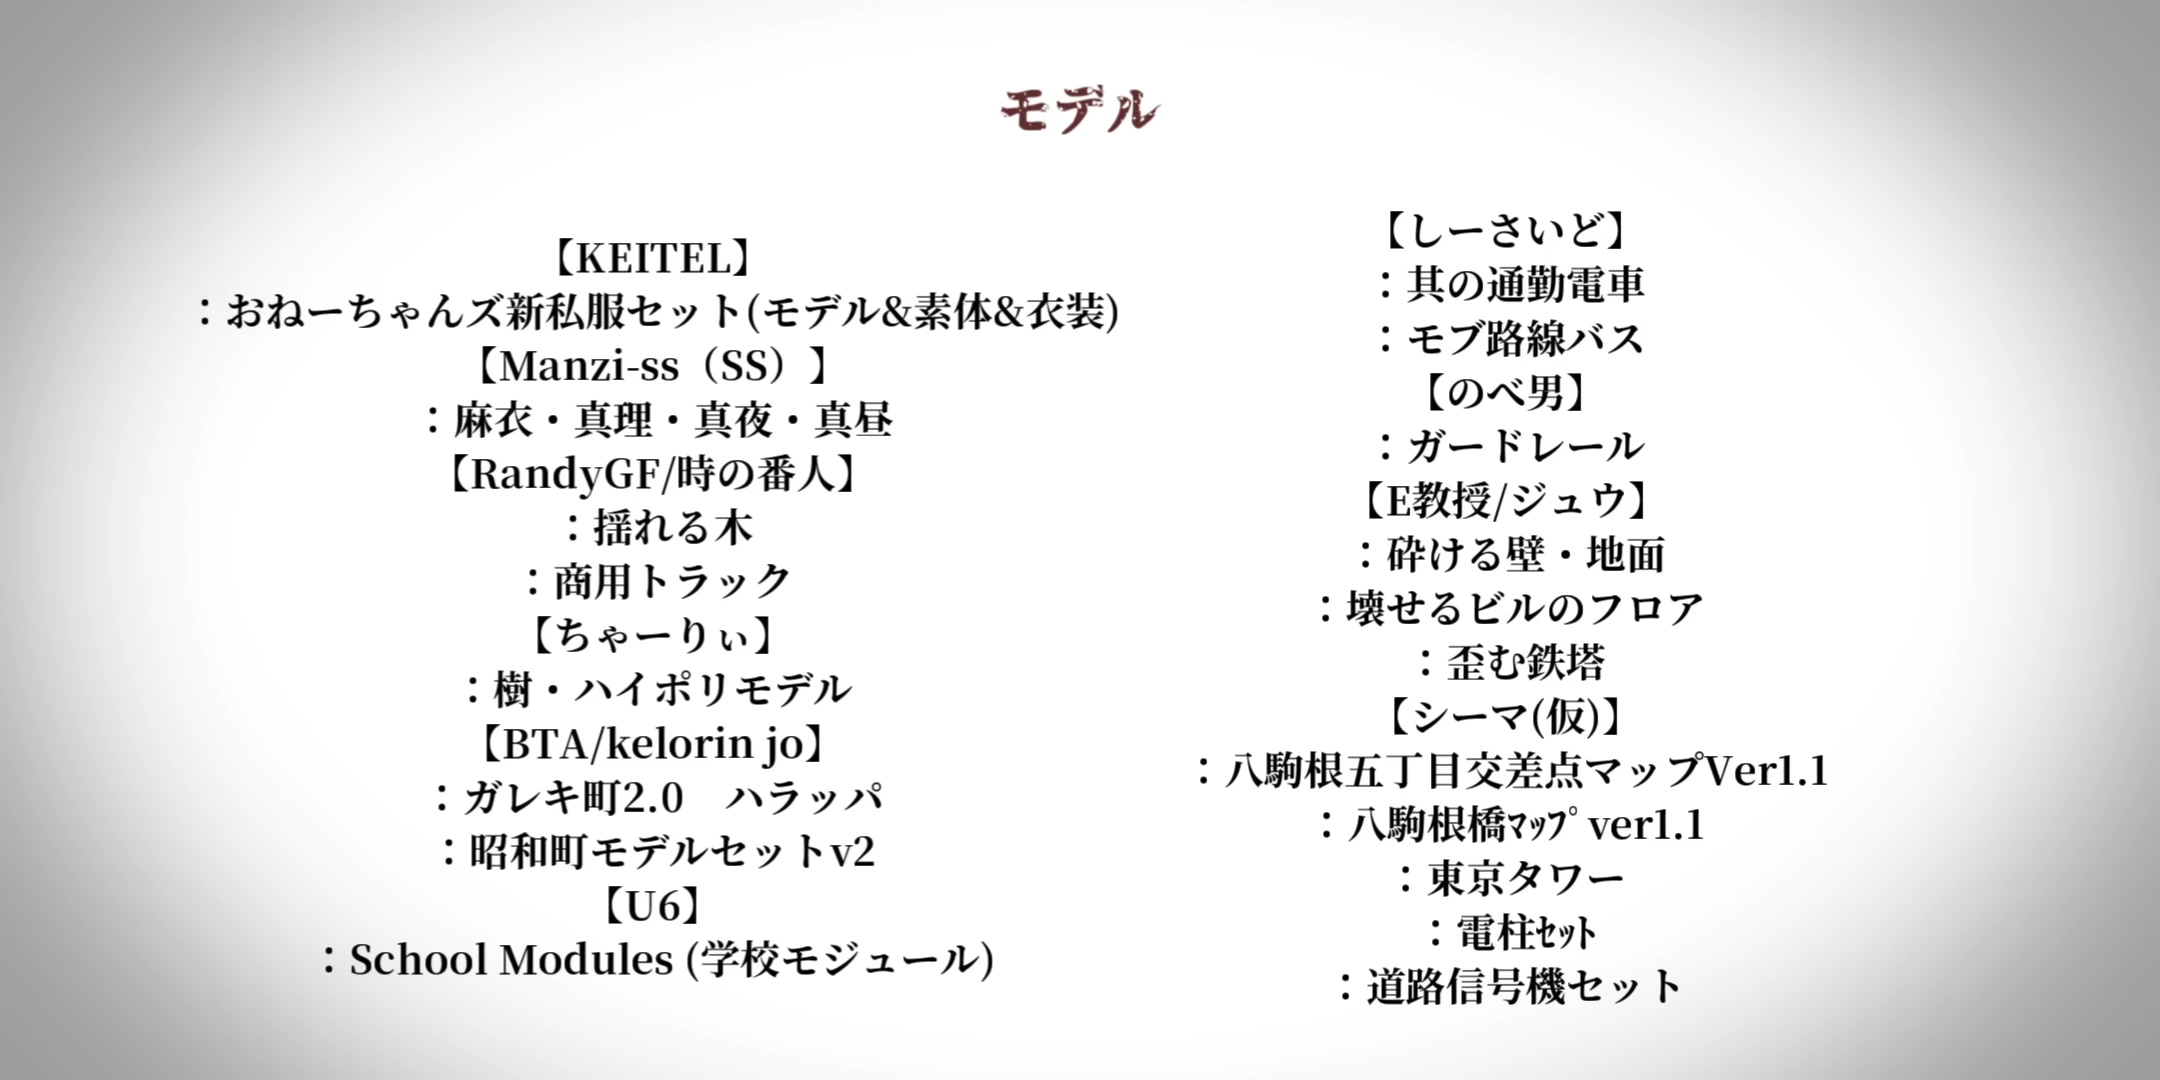 モデル
【KEITEL】
：おねーちゃんズ新私服セット(モデル&素体&衣装)
【Manzi-ss（SS）】
：麻衣・真理・真夜・真昼
【RandyGF/時の番人】
：揺れる木
：商用トラック
【ちゃーりぃ】
：樹・ハイポリモデル
【BTA/kelorin jo】
：ガレキ町2.0　ハラッパ
：昭和町モデルセットv2
【U6】
：School Modules (学校モジュール)
【しーさいど】
：其の通勤電車
：モブ路線バス
【のべ男】
：ガードレール
【E教授/ジュウ】
：砕ける壁・地面
：壊せるビルのフロア
：歪む鉄塔
【シーマ(仮)】
：八駒根五丁目交差点マップVer1.1
：八駒根橋ﾏｯﾌﾟver1.1
：東京タワー
：電柱ｾｯﾄ
：道路信号機セット